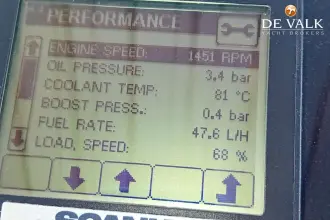 PERFORMANCE
DE VALK
YACHT BROKERS
ENGINE SPEED: 1451 RPM
OIL PRESSURE: 3.4 bar
COOLANT TEMP: 81 °C
BOOST PRESS.: 0.4 bar
FUEL RATE: 47.6 L/H
LOAD, SPEED: 68 %